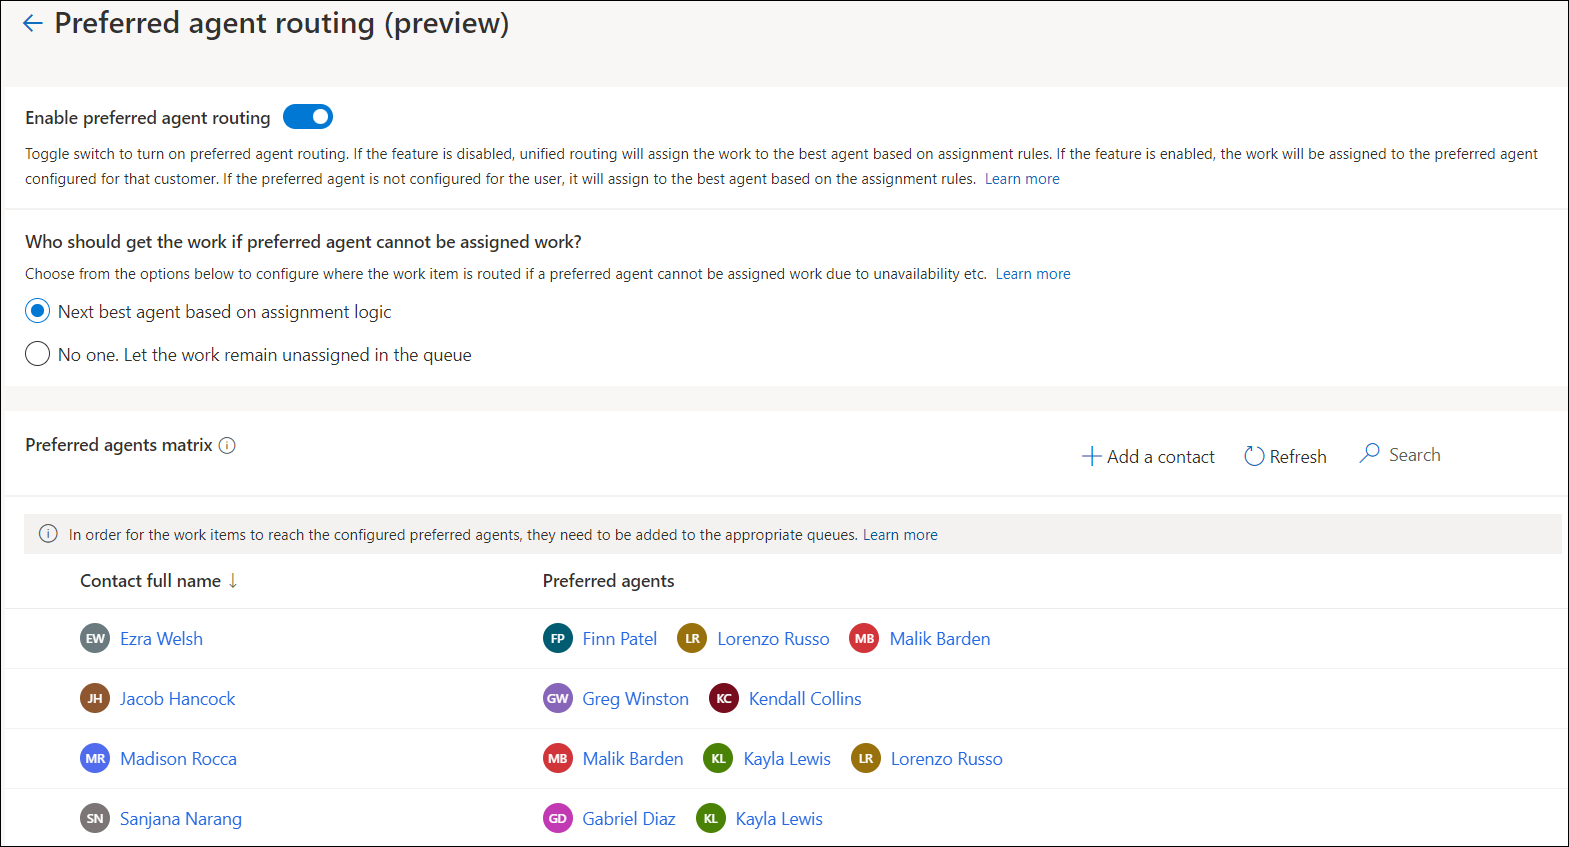 Preferred agent routing (preview)
Enable preferred agent routing
Toggle switch to turn on preferred agent routing. If the feature is disabled, unified routing will assign the work to the best agent based on assignment rules. If the feature is enabled, the work will be assigned to the preferred agent
configured for that customer. If the preferred agent is not configured for the user, it will assign to the best agent based on the assignment rules. Learn more
Who should get the work if preferred agent cannot be assigned work?
Choose from the options below to configure where the work item is routed if a preferred agent cannot be assigned work due to unavailability etc. Learn more
Next best agent based on assignment logic
No one. Let the work remain unassigned in the queue
Preferred agents matrix
Add a contact Refresh Search
In order for the work items to reach the configured preferred agents, they need to be added to the appropriate queues. Learn more
Contact full name ↓ Preferred agents
EW Ezra Welsh FP Finn Patel LR Lorenzo Russo MB Malik Barden
JH Jacob Hancock GW Greg Winston KC Kendall Collins
MR Madison Rocca MB Malik Barden KL Kayla Lewis LR Lorenzo Russo
SN Sanjana Narang GD Gabriel Diaz KL Kayla Lewis